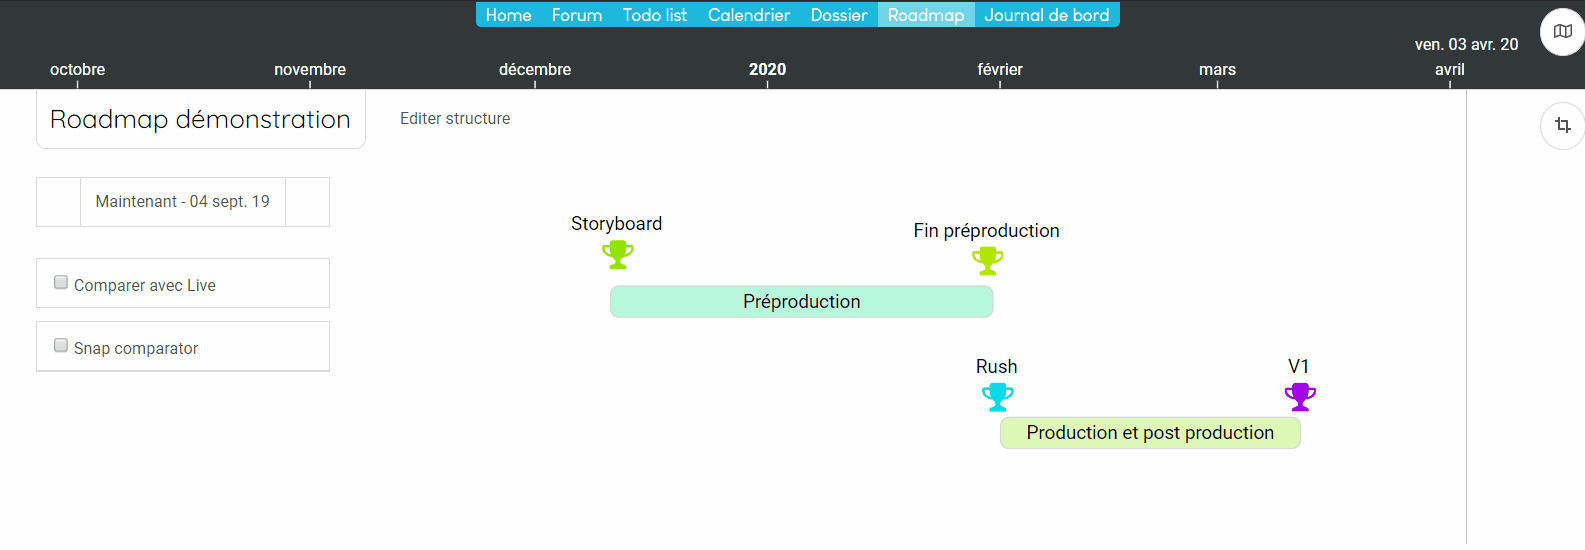 Home Forum Todo list Calendrier Dossier Roadmap Journal de bord
ven. 03 avr. 20
octobre novembre décembre 2020 février mars avril
Roadmap démonstration
Editer structure
Maintenant - 04 sept. 19
Storyboard
Fin préproduction
Comparer avec Live
Préproduction
Snap comparator
Rush
V1
Production et post production